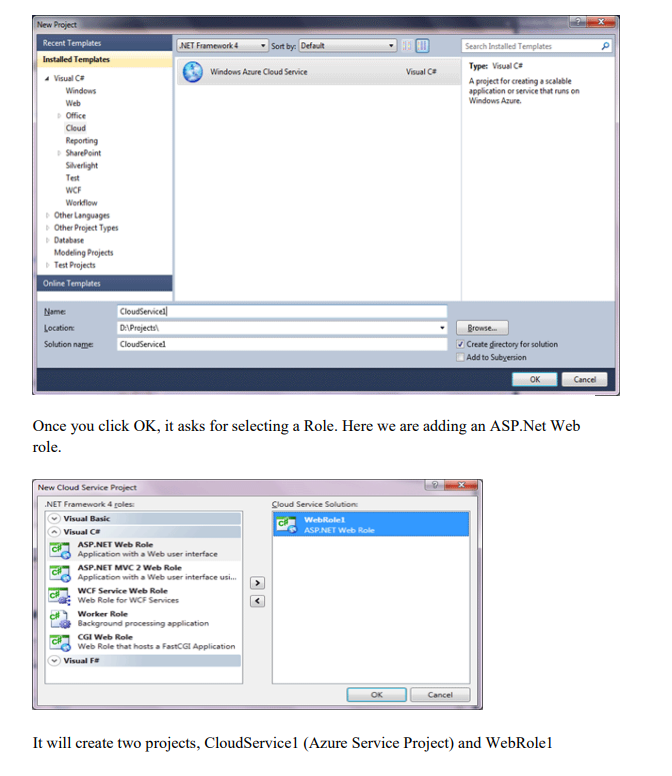 New Project
Recent Templates
.NET Framework 4 Sort by: Default
Search Installed Templates
Installed Templates
Visual C#
Windows
Web
Office
Cloud
Reporting
SharePoint
Silverlight
Test
WCF
Workflow
Other Languages
Other Project Types
Database
Modeling Projects
Test Projects
Online Templates
Windows Azure Cloud Service Visual C#
Type: Visual C#
A project for creating a scalable
application or service that runs on
Windows Azure.
Name: CloudService1
Location: D:\Projects\ Browse...
Solution name: CloudService1
Create directory for solution
Add to Subversion
OK Cancel
Once you click OK, it asks for selecting a Role. Here we are adding an ASP.Net Web
role.
New Cloud Service Project
.NET Framework 4 roles:
Visual Basic
Visual C#
ASP.NET Web Role
Application with a Web user interface
ASP.NET MVC 2 Web Role
Application with a Web user interface usi...
WCF Service Web Role
Web Role for WCF Services
Worker Role
Background processing application
CGI Web Role
Web Role that hosts a FastCGI Application
Visual F#
Cloud Service Solution:
WebRole1
ASP.NET Web Role
OK Cancel
It will create two projects, CloudService1 (Azure Service Project) and WebRole1